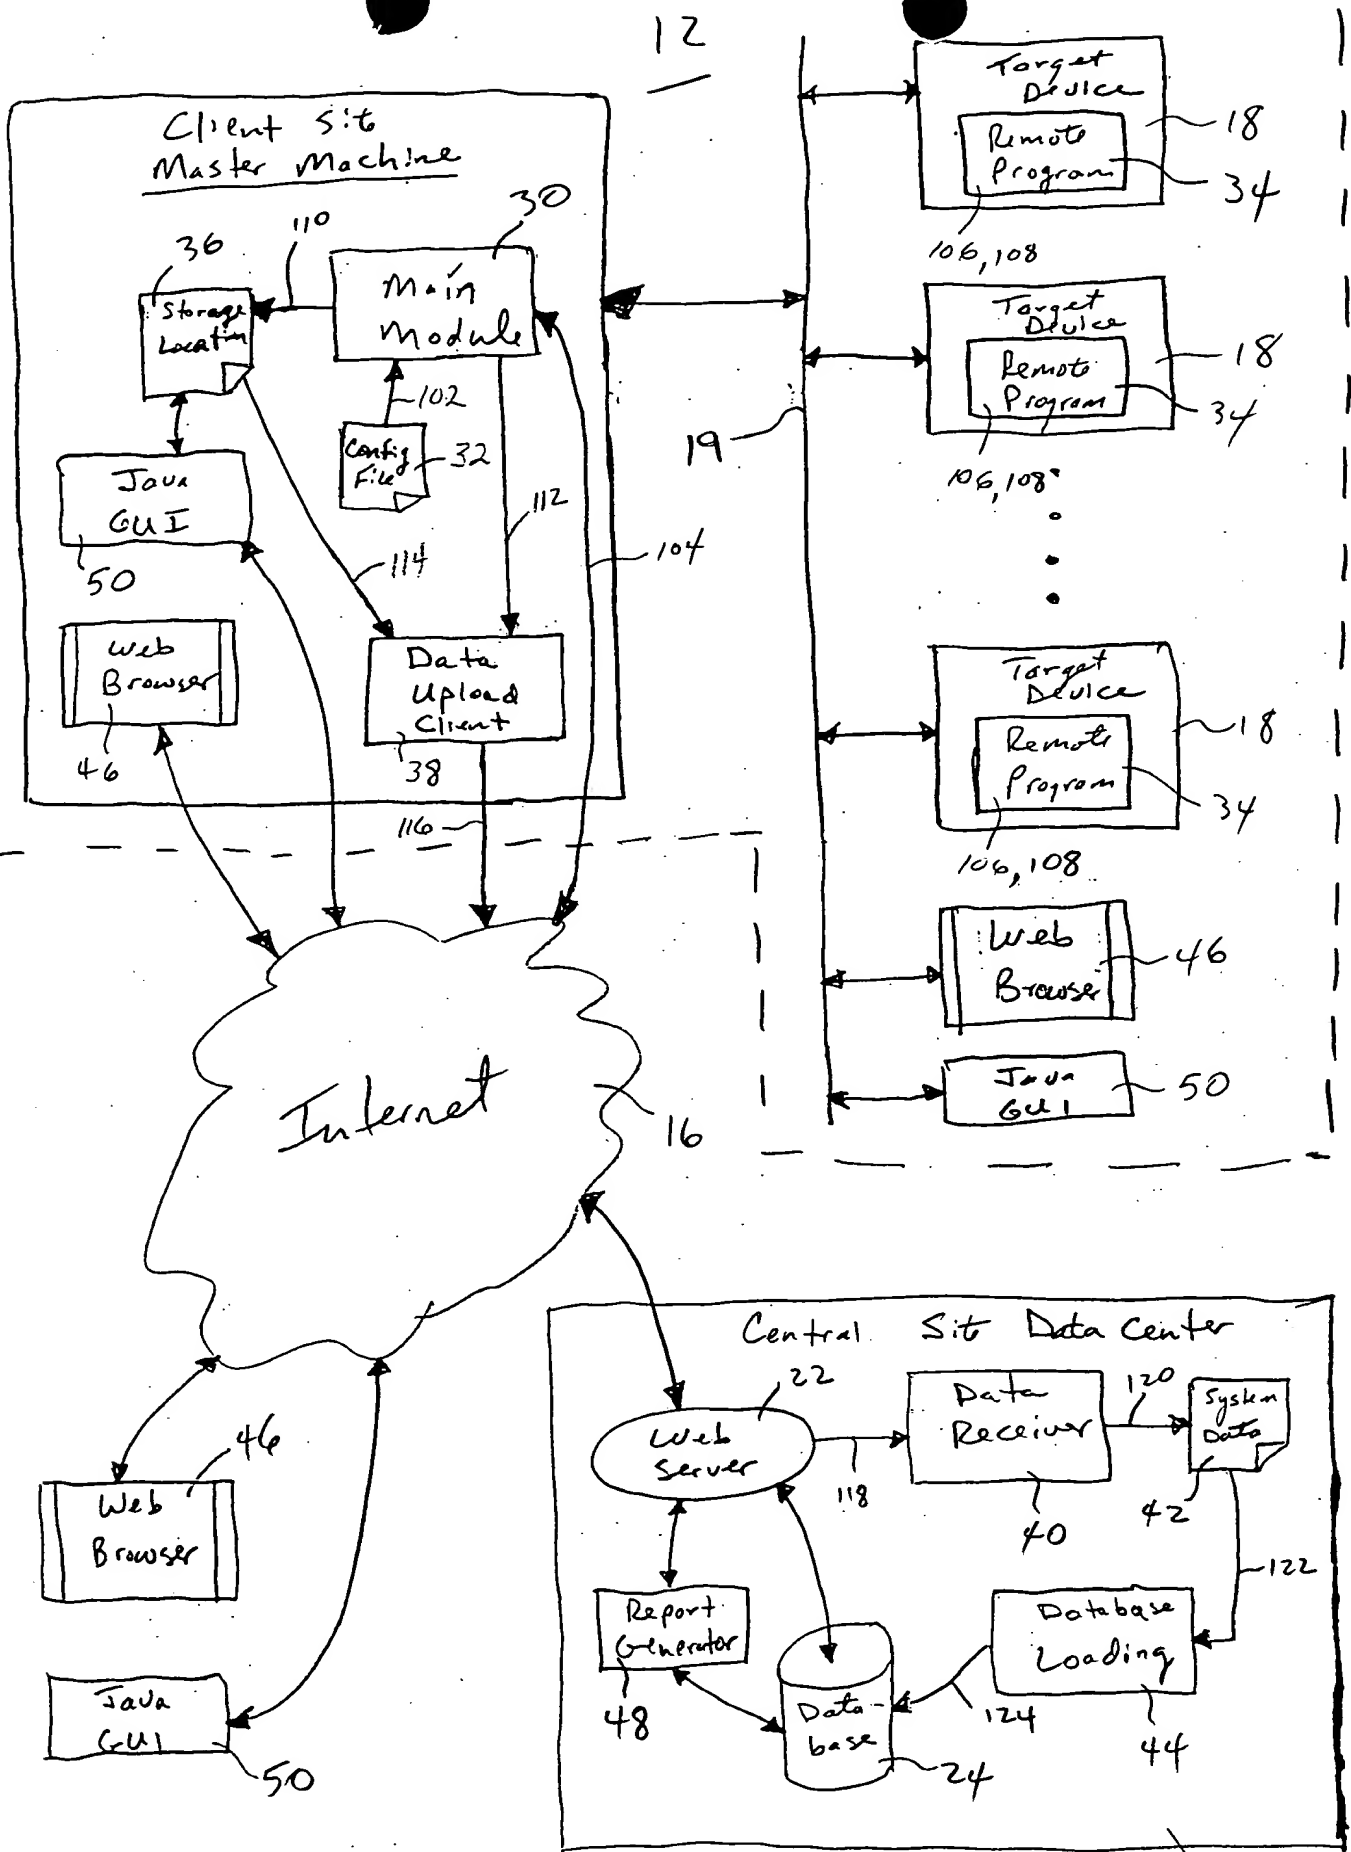 12
Client Site
Master Machine
30
110
36
Main
Module
Storage
Location
102
Config
File
32
112
104
Java
GUI
50
114
Web
Browser
46
Data
Upload
Client
38
116
Target
Device
Remote
Program
18
34
106, 108
Target
Device
Remote
Program
18
34
106, 108
19
Target
Device
Remote
Program
18
34
106, 108
Web
Browser
46
Java
GUI
50
Internet
16
Web
Browser
46
Java
GUI
50
Central Site Data Center
22
Web
Server
118
Data
Receiver
40
120
System
Data
42
122
Report
Generator
48
Data-
base
24
124
Database
Loading
44